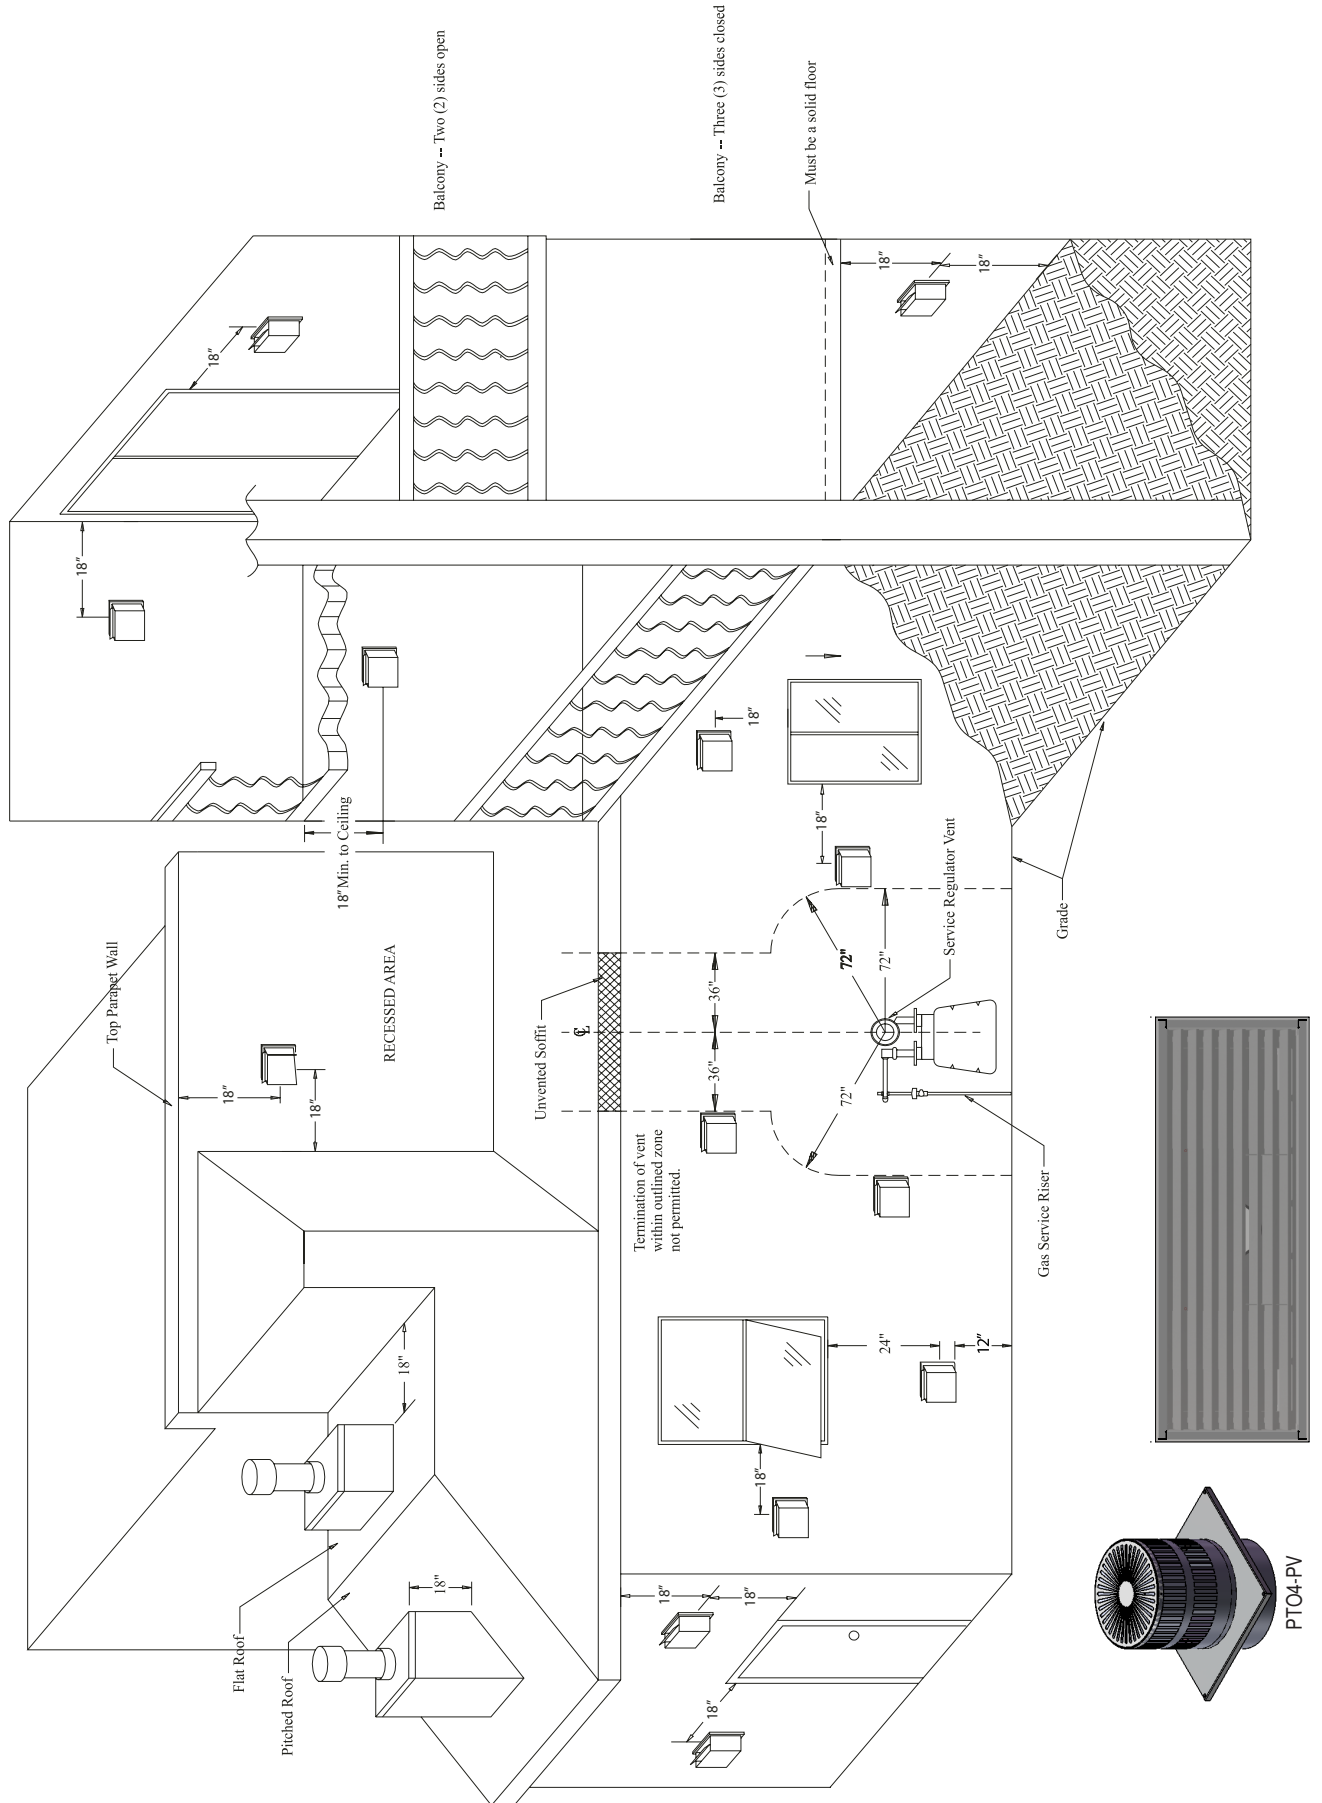 Balcony -- Two (2) sides open
Balcony -- Three (3) sides closed
Must be a solid floor
18"
18"
18"
18"
18"
18" Min. to Ceiling
18"
18"
Top Parapet Wall
RECESSED AREA
18"
18"
Unvented Soffit
CL
36"
36"
72"
72"
72"
Service Regulator Vent
Grade
Termination of vent
within outlined zone
not permitted.
Gas Service Riser
18"
Flat Roof
Pitched Roof
18"
24"
12"
18"
18"
18"
18"
PTO4-PV